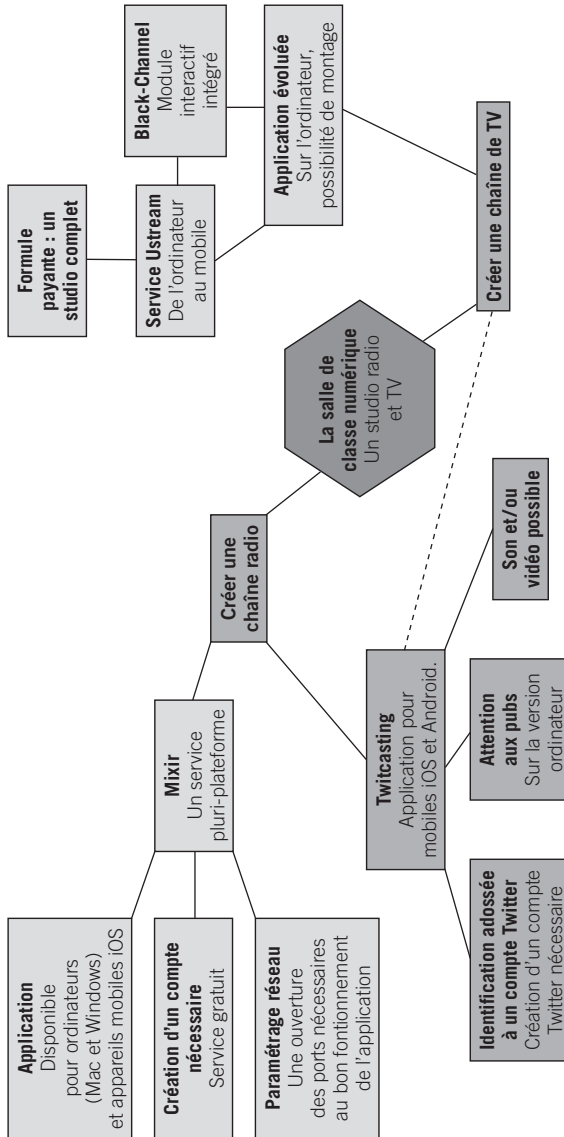 Application
Disponible
pour ordinateurs
(Mac et Windows)
et appareils mobiles iOS
Création d'un compte
nécessaire
Service gratuit
Paramétrage réseau
Une ouverture
des ports nécessaires
au bon fontionnement
de l'application
Mixir
Un service
pluri-plateforme
Créer une
chaîne radio
Twitcasting
Application pour
mobiles iOS et Android.
Identification adossée
à un compte Twitter
Création d'un compte
Twitter nécessaire
Attention
aux pubs
Sur la version
ordinateur
Son et/ou
vidéo possible
La salle de
classe numérique
Un studio radio
et TV
Formule
payante : un
studio complet
Service Ustream
De l'ordinateur
au mobile
Black-Channel
Module
interactif
intégré
Application évoluée
Sur l'ordinateur,
possibilité de montage
Créer une chaîne de TV